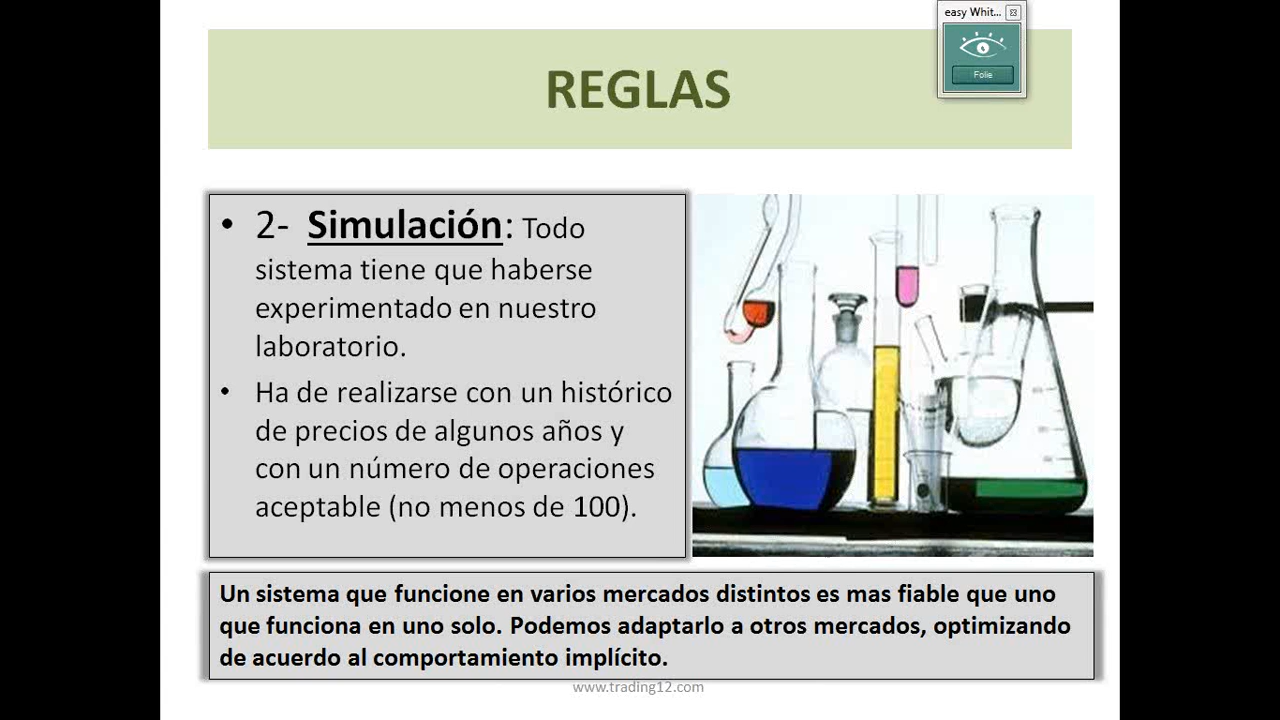 easy Whit...
Folie
REGLAS
• 2- Simulación: Todo
sistema tiene que haberse
experimentado en nuestro
laboratorio.
• Ha de realizarse con un histórico
de precios de algunos años y
con un número de operaciones
aceptable (no menos de 100).
Un sistema que funcione en varios mercados distintos es mas fiable que uno
que funciona en uno solo. Podemos adaptarlo a otros mercados, optimizando
de acuerdo al comportamiento implícito.
www.trading12.com